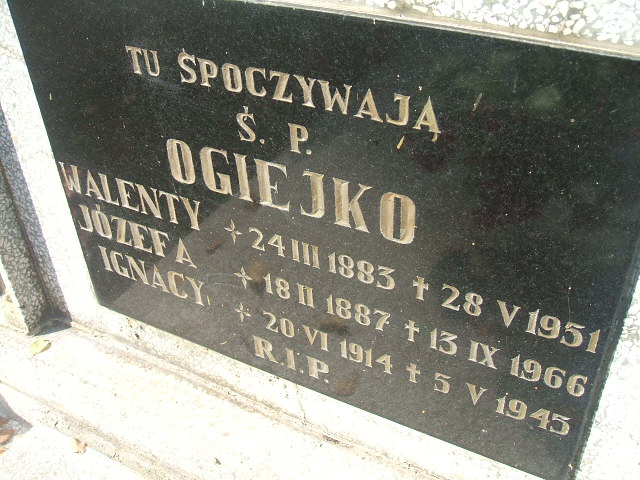 TU SPOCZYWAJĄ
Ś. P.
OGIEJKO
WALENTY ✧ 24 III 1883 ✝ 28 V 1951
JÓZEFA ✧ 18 II 1887 ✝ 13 IX 1966
IGNACY ✧ 20 VI 1914 ✝ 5 V 1945
R.I.P.